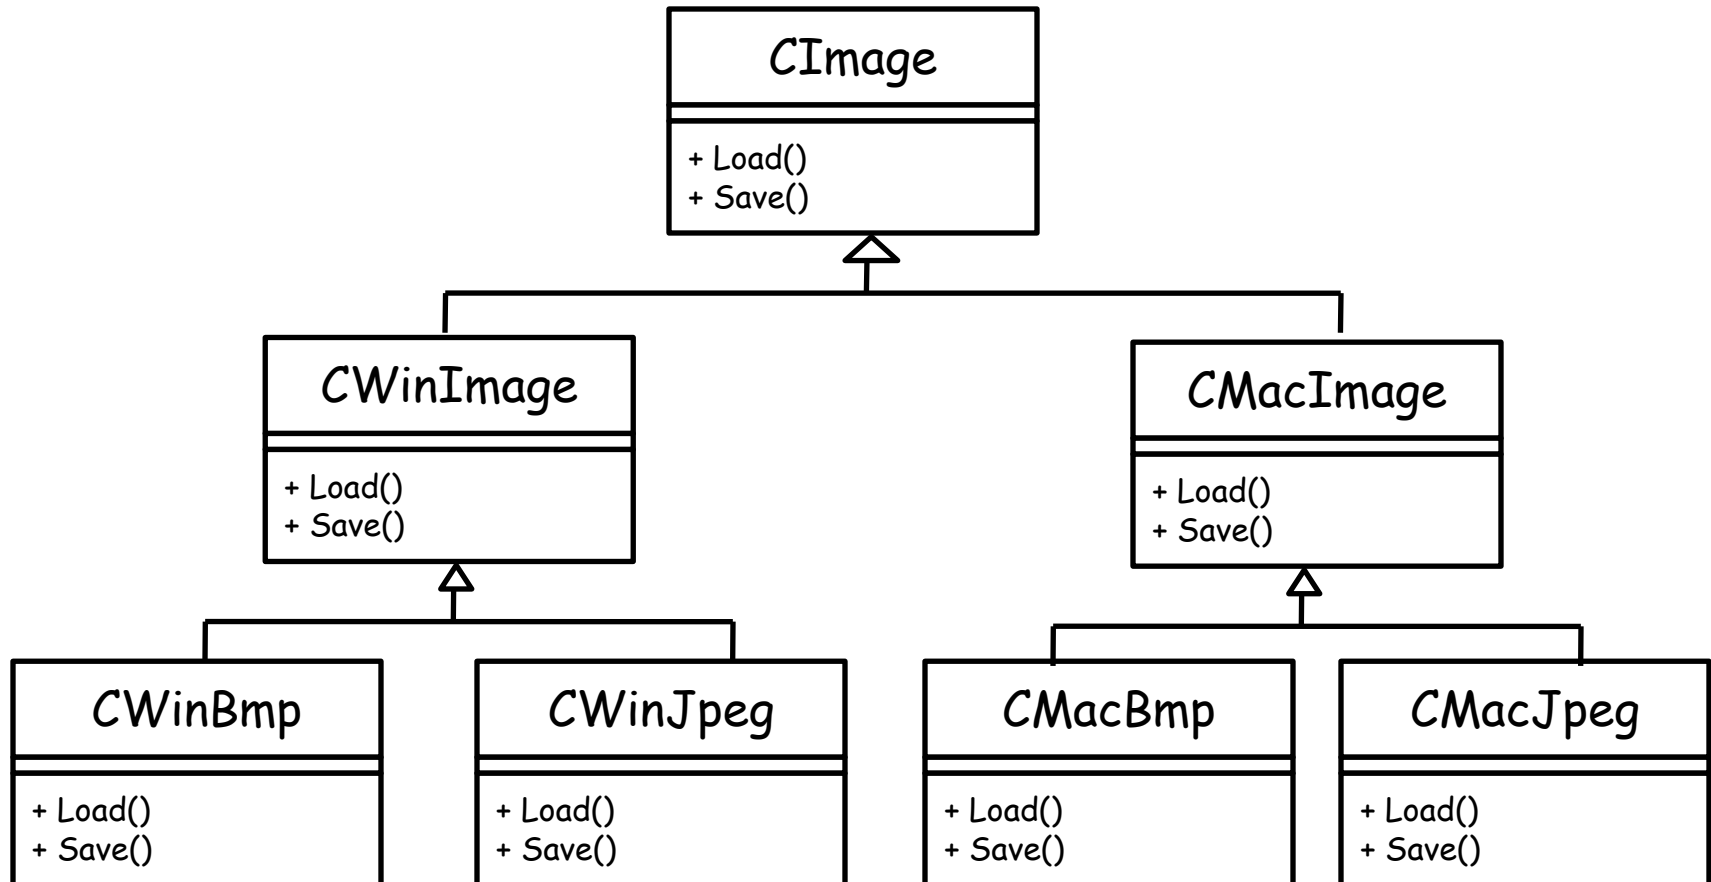 CImage
+ Load()
+ Save()
CWinImage
+ Load()
+ Save()
CMacImage
+ Load()
+ Save()
CWinBmp
+ Load()
+ Save()
CWinJpeg
+ Load()
+ Save()
CMacBmp
+ Load()
+ Save()
CMacJpeg
+ Load()
+ Save()